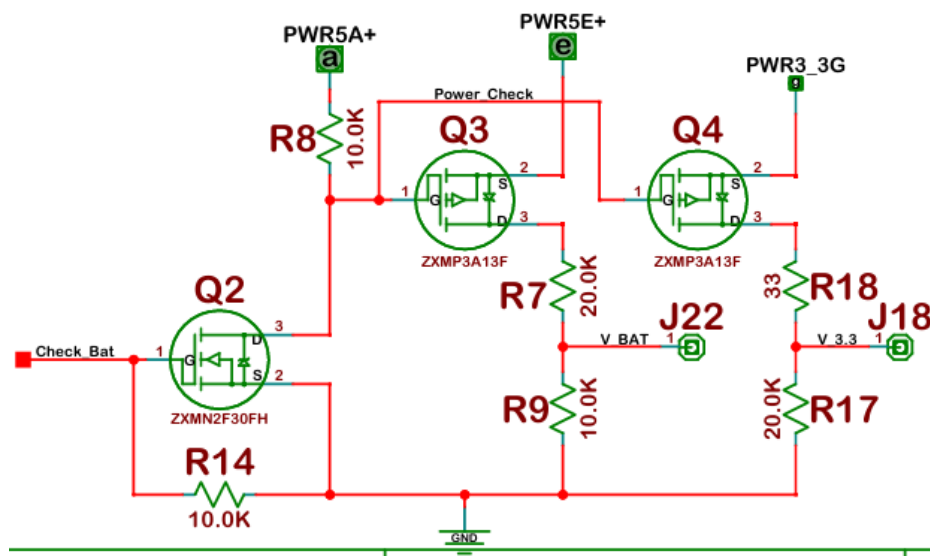 PWR5A+
a
PWR5E+
e
PWR3_3G
g
Power_Check
R8
10.0K
Q3
1
G
2
S
3
D
ZXMP3A13F
Q4
1
G
2
S
3
D
ZXMP3A13F
R7
20.0K
R18
33
Q2
Check_Bat
1
G
3
D
2
S
ZXMN2F30FH
V_BAT
1
J22
V_3.3
1
J18
R9
10.0K
R17
20.0K
R14
10.0K
GND